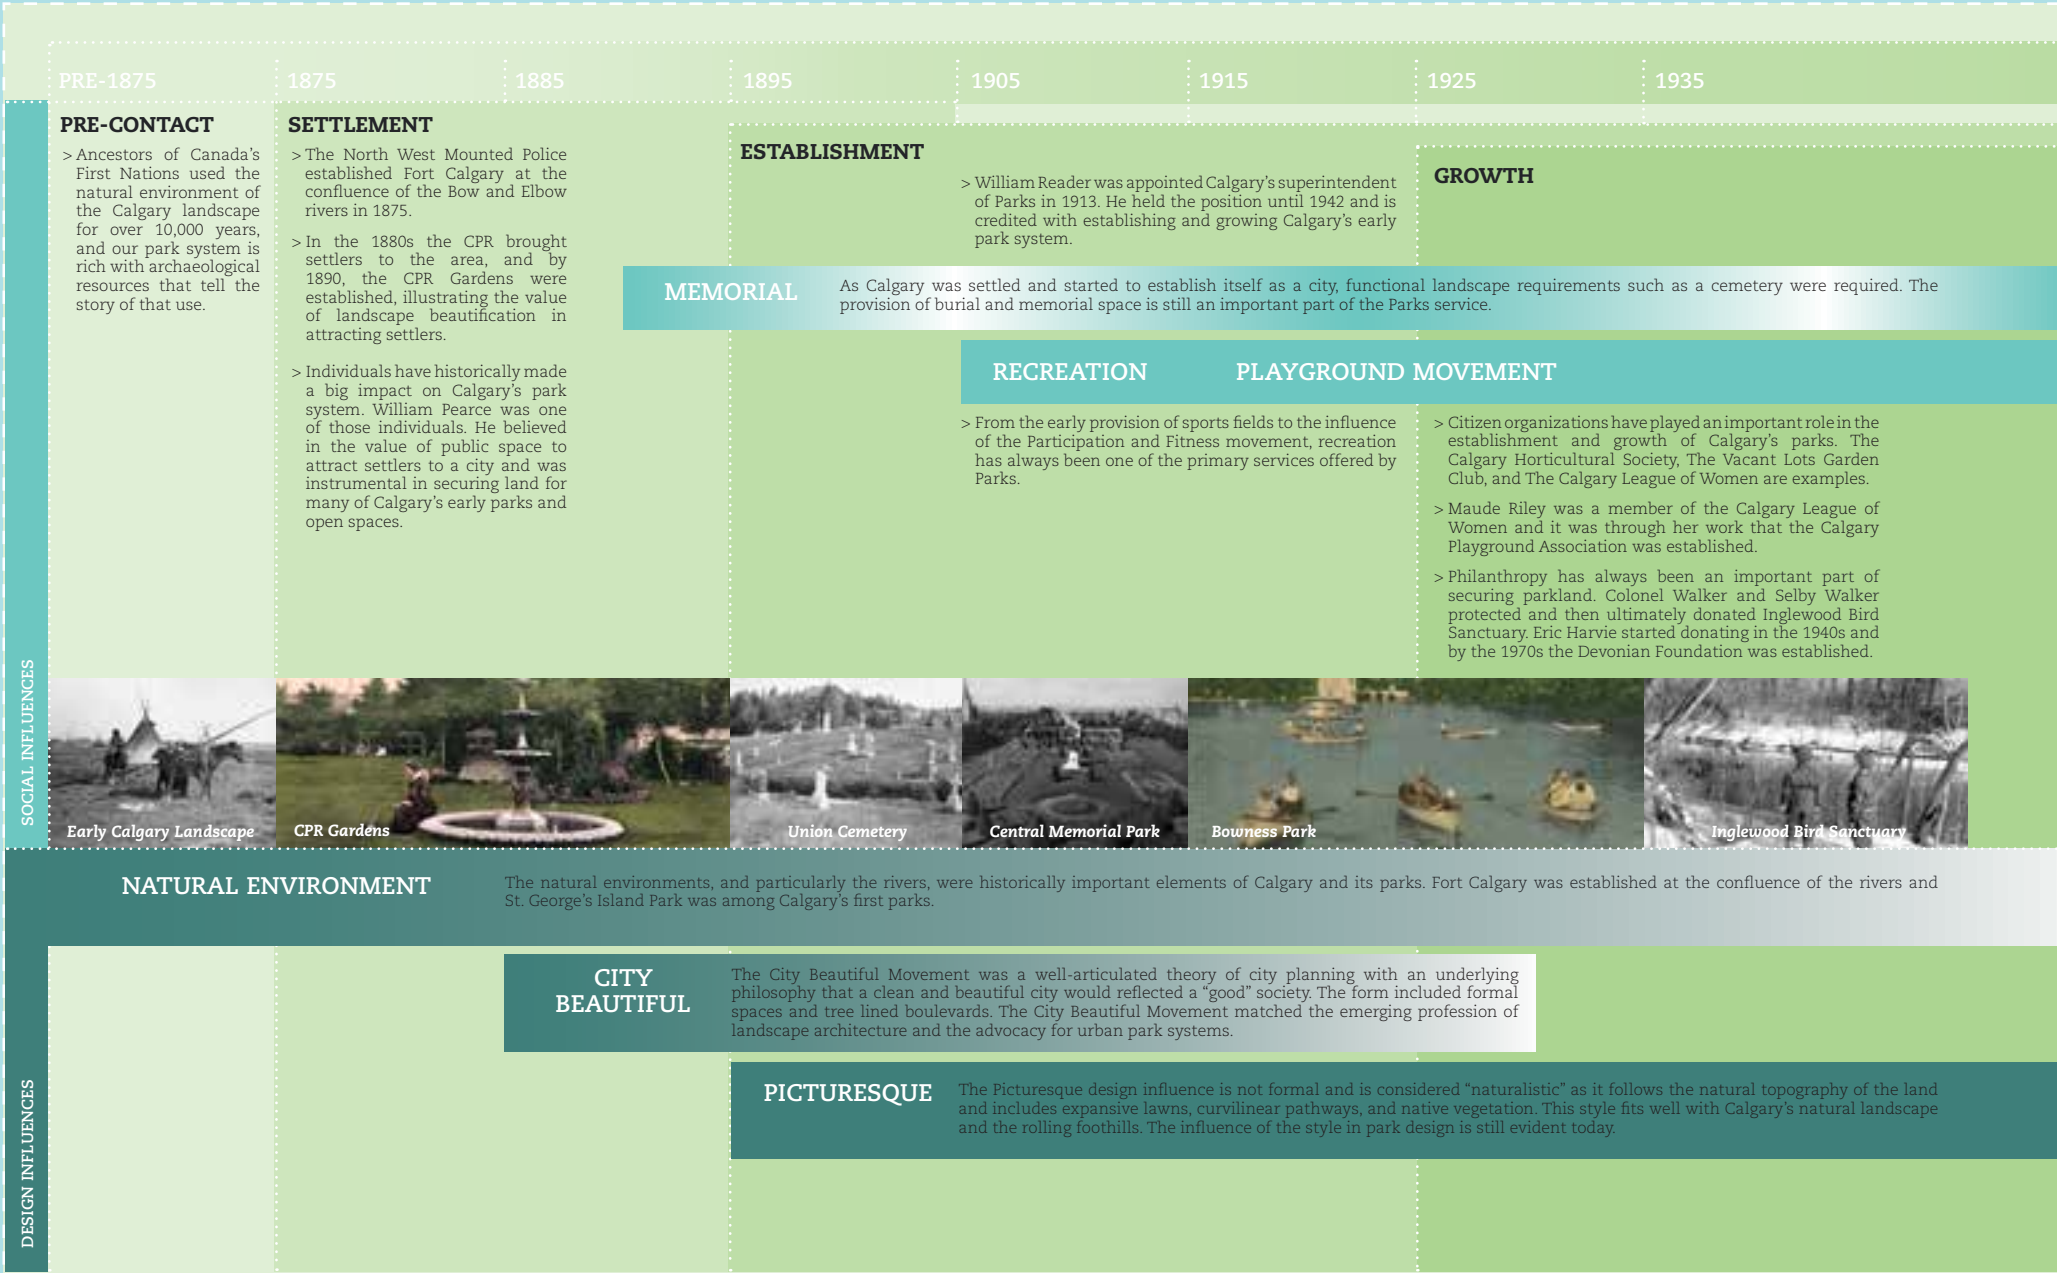 PRE-1875
1875
1885
1895
1905
1915
1925
1935
PRE-CONTACT
> Ancestors of Canada's
First Nations used the
natural environment of
the Calgary landscape
for over 10,000 years,
and our park system is
rich with archaeological
resources that tell the
story of that use.
SETTLEMENT
> The North West Mounted Police
established Fort Calgary at the
confluence of the Bow and Elbow
rivers in 1875.
> In the 1880s the CPR brought
settlers to the area, and by
1890, the CPR Gardens were
established, illustrating the value
of landscape beautification in
attracting settlers.
> Individuals have historically made
a big impact on Calgary's park
system. William Pearce was one
of those individuals. He believed
in the value of public space to
attract settlers to a city and was
instrumental in securing land for
many of Calgary's early parks and
open spaces.
ESTABLISHMENT
> William Reader was appointed Calgary's superintendent
of Parks in 1913. He held the position until 1942 and is
credited with establishing and growing Calgary's early
park system.
GROWTH
MEMORIAL
As Calgary was settled and started to establish itself as a city, functional landscape requirements such as a cemetery were required. The
provision of burial and memorial space is still an important part of the Parks service.
RECREATION
PLAYGROUND MOVEMENT
> From the early provision of sports fields to the influence
of the Participation and Fitness movement, recreation
has always been one of the primary services offered by
Parks.
> Citizen organizations have played an important role in the
establishment and growth of Calgary's parks. The
Calgary Horticultural Society, The Vacant Lots Garden
Club, and The Calgary League of Women are examples.
> Maude Riley was a member of the Calgary League of
Women and it was through her work that the Calgary
Playground Association was established.
> Philanthropy has always been an important part of
securing parkland. Colonel Walker and Selby Walker
protected and then ultimately donated Inglewood Bird
Sanctuary. Eric Harvie started donating in the 1940s and
by the 1970s the Devonian Foundation was established.
SOCIAL INFLUENCES
Early Calgary Landscape
CPR Gardens
Union Cemetery
Central Memorial Park
Bowness Park
Inglewood Bird Sanctuary
NATURAL ENVIRONMENT
The natural environments, and particularly the rivers, were historically important elements of Calgary and its parks. Fort Calgary was established at the confluence of the rivers and
St. George's Island Park was among Calgary's first parks.
CITY
BEAUTIFUL
The City Beautiful Movement was a well-articulated theory of city planning with an underlying
philosophy that a clean and beautiful city would reflected a "good" society. The form included formal
spaces and tree lined boulevards. The City Beautiful Movement matched the emerging profession of
landscape architecture and the advocacy for urban park systems.
PICTURESQUE
The Picturesque design influence is not formal and is considered "naturalistic" as it follows the natural topography of the land
and includes expansive lawns, curvilinear pathways, and native vegetation. This style fits well with Calgary's natural landscape
and the rolling foothills. The influence of the style in park design is still evident today.
DESIGN INFLUENCES